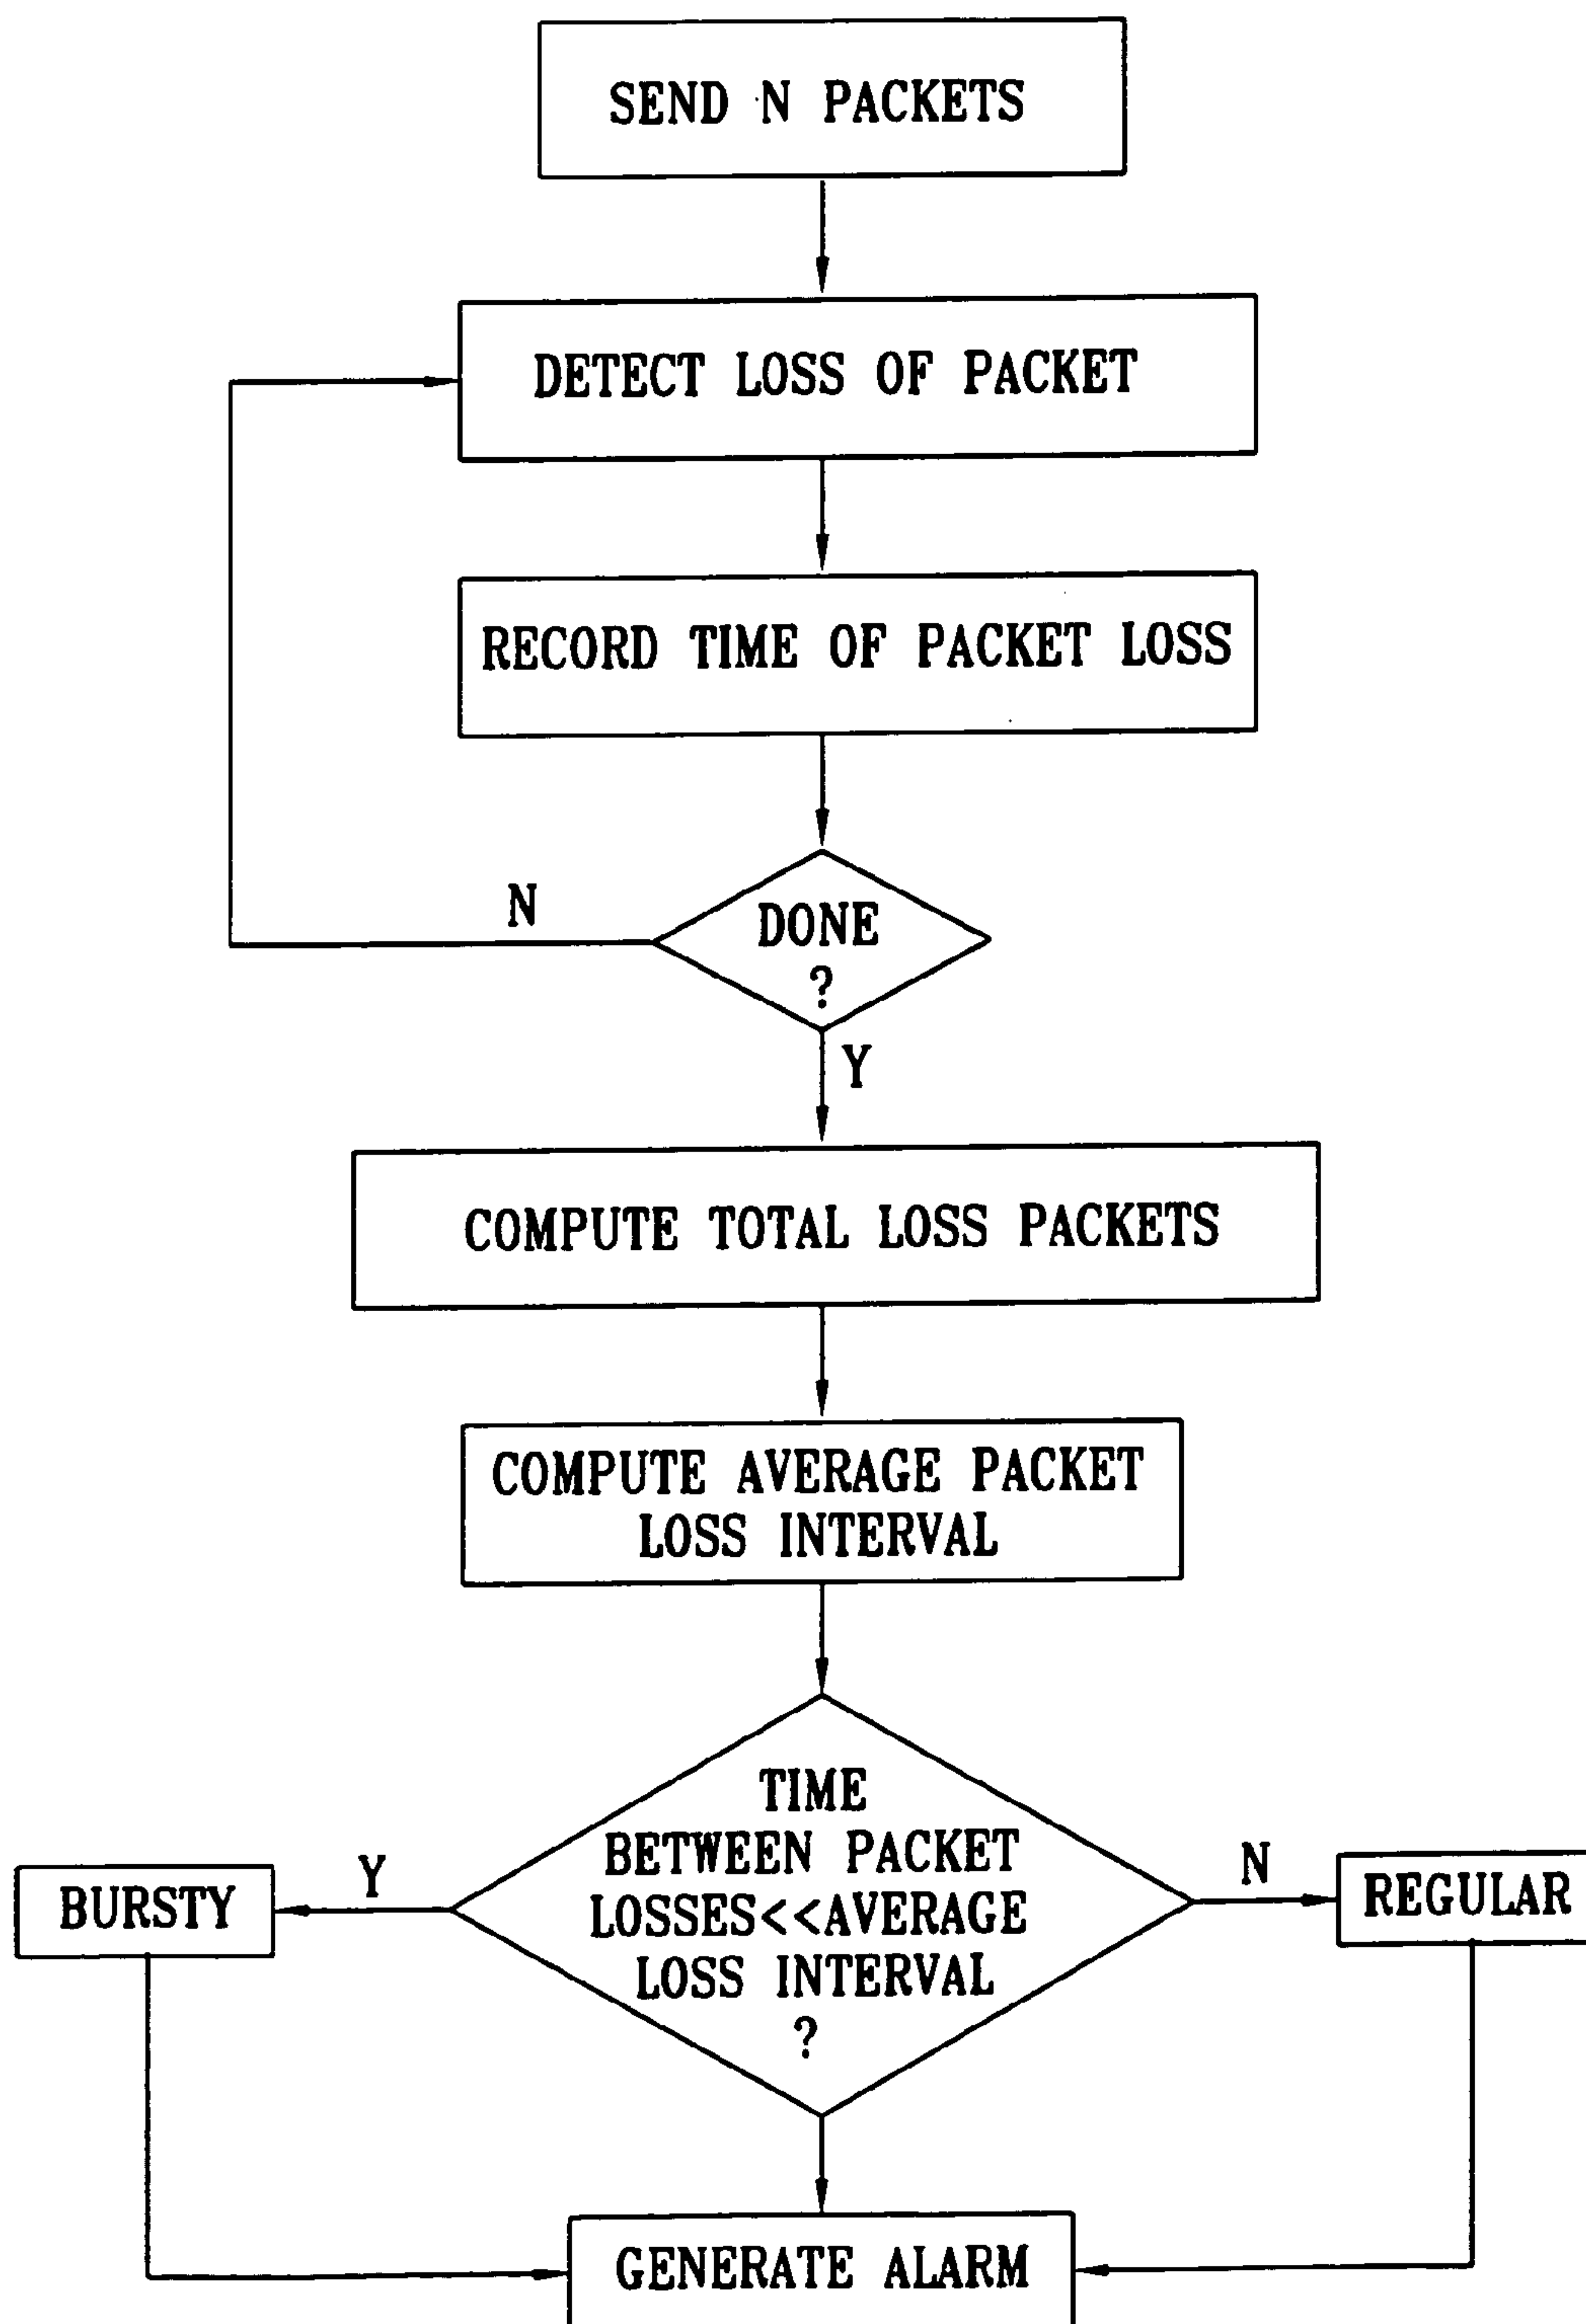 SEND N PACKETS
DETECT LOSS OF PACKET
RECORD TIME OF PACKET LOSS
N
DONE
?
Y
COMPUTE TOTAL LOSS PACKETS
COMPUTE AVERAGE PACKET
LOSS INTERVAL
TIME
BETWEEN PACKET
LOSSES<<AVERAGE
LOSS INTERVAL
?
Y
BURSTY
N
REGULAR
GENERATE ALARM